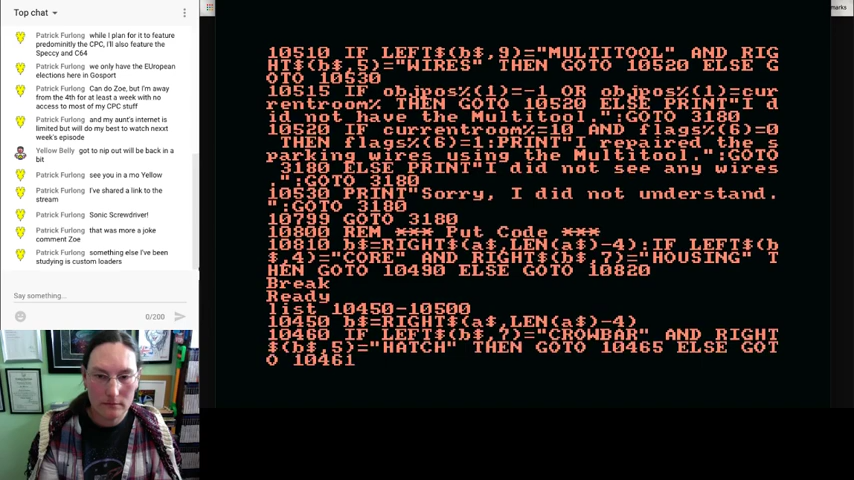 Top chat
Patrick Furlong while I plan for it to feature
predominitly the CPC, I'll also feature the
Speccy and C64
Patrick Furlong we only have the EUropean
elections here in Gosport
Patrick Furlong Can do Zoe, but I'm away
from the 4th for at least a week with no
access to most of my CPC stuff
Patrick Furlong and my aunt's internet is
limited but will do my best to watch nexxt
week's episode
Yellow Belly got to nip out will be back in a
bit
Patrick Furlong see you in a mo Yellow
Patrick Furlong I've shared a link to the
stream
Patrick Furlong Sonic Screwdriver!
Patrick Furlong that was more a joke
comment Zoe
Patrick Furlong something else I've been
studying is custom loaders
Say something...
0/200
marks
10510 IF LEFT$(b$,9)="MULTITOOL" AND RIG
HT$(b$,5)="WIRES" THEN GOTO 10520 ELSE G
OTO 10530
10515 IF objpos%(1)=-1 OR objpos%(1)=cur
rentroom% THEN GOTO 10520 ELSE PRINT"I d
id not have the Multitool.":GOTO 3180
10520 IF currentroom%=10 AND flags%(6)=0
THEN flags%(6)=1:PRINT"I repaired the s
parking wires using the Multitool.":GOTO
3180 ELSE PRINT"I did not see any wires
.":GOTO 3180
10530 PRINT"Sorry, I did not understand.
":GOTO 3180
10799 GOTO 3180
10800 REM *** Put Code ***
10810 b$=RIGHT$(a$,LEN(a$)-4):IF LEFT$(b
$,4)="CORE" AND RIGHT$(b$,7)="HOUSING" T
HEN GOTO 10490 ELSE GOTO 10820
Break
Ready
list 10450-10500
10450 b$=RIGHT$(a$,LEN(a$)-4)
10460 IF LEFT$(b$,7)="CROWBAR" AND RIGHT
$(b$,5)="HATCH" THEN GOTO 10465 ELSE GOT
O 10461